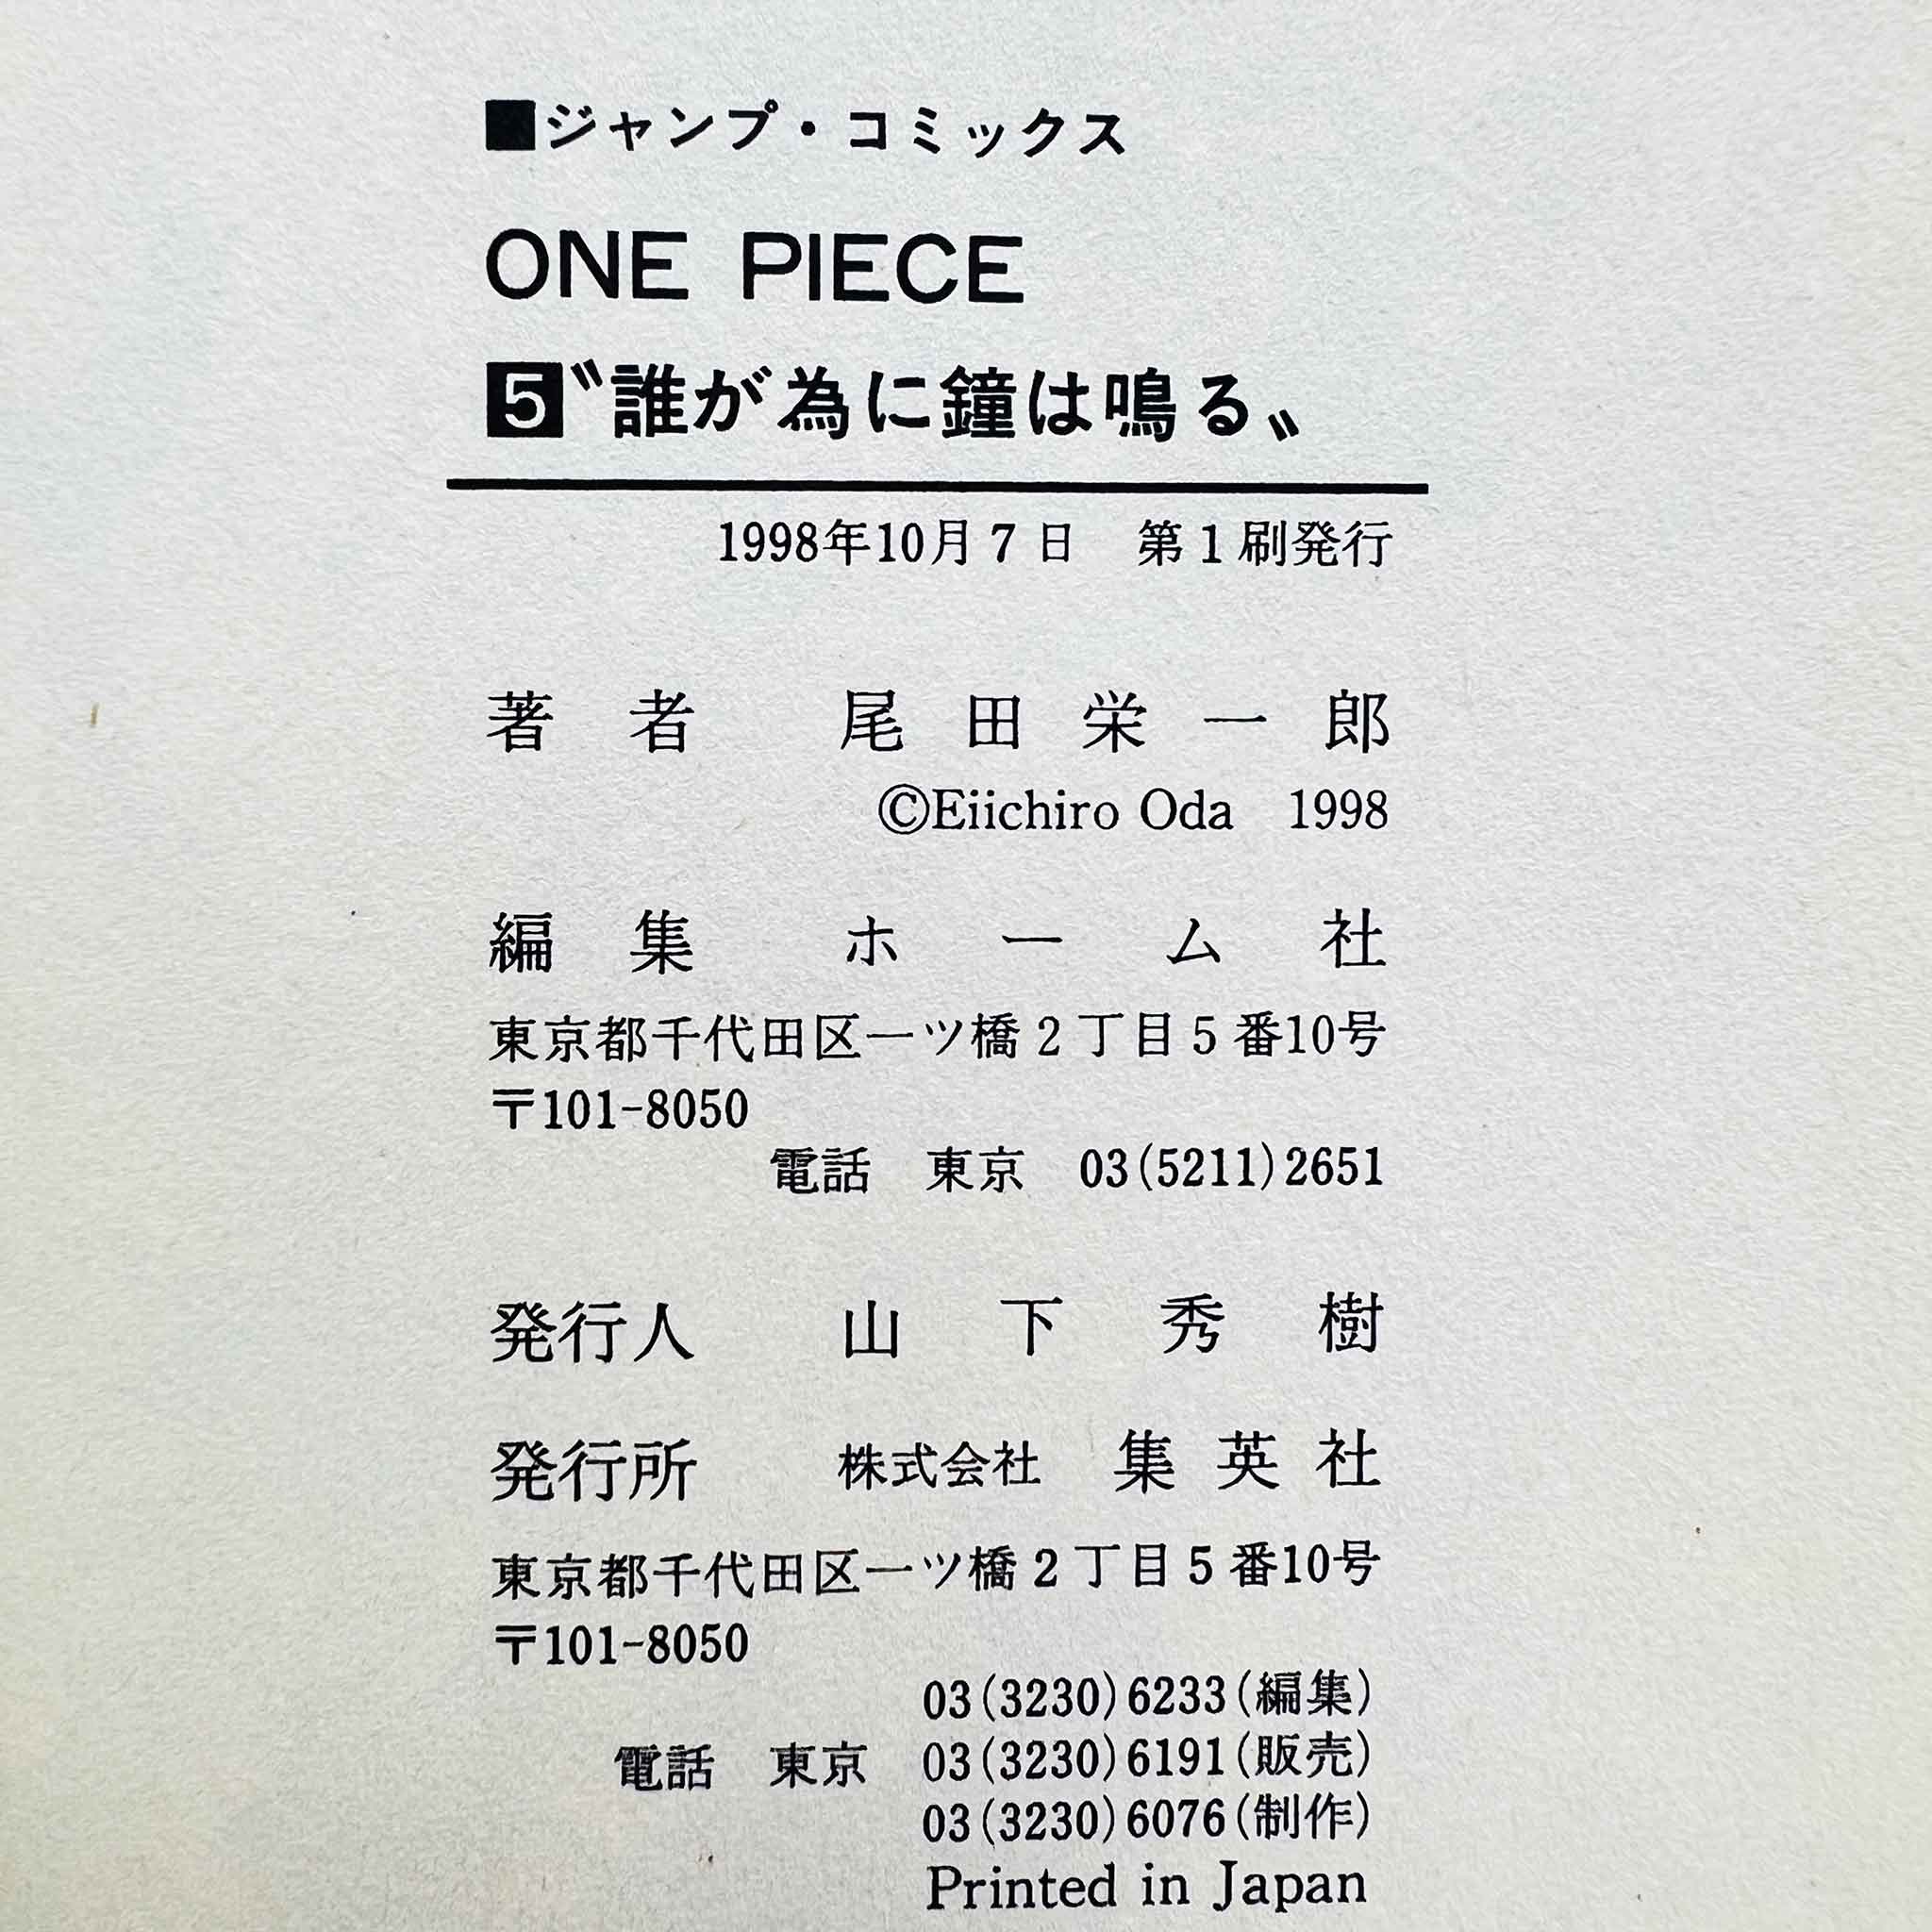 ■ジャンプ・コミックス
ONE PIECE
5〝誰が為に鐘は鳴る〟
1998年10月7日　第1刷発行
著者　尾田栄一郎
©Eiichiro Oda　1998
編集　ホーム社
東京都千代田区一ツ橋2丁目5番10号
〒101-8050
電話　東京　03(5211)2651
発行人　山下秀樹
発行所　株式会社　集英社
東京都千代田区一ツ橋2丁目5番10号
〒101-8050
03(3230)6233(編集)
電話　東京　03(3230)6191(販売)
03(3230)6076(制作)
Printed in Japan